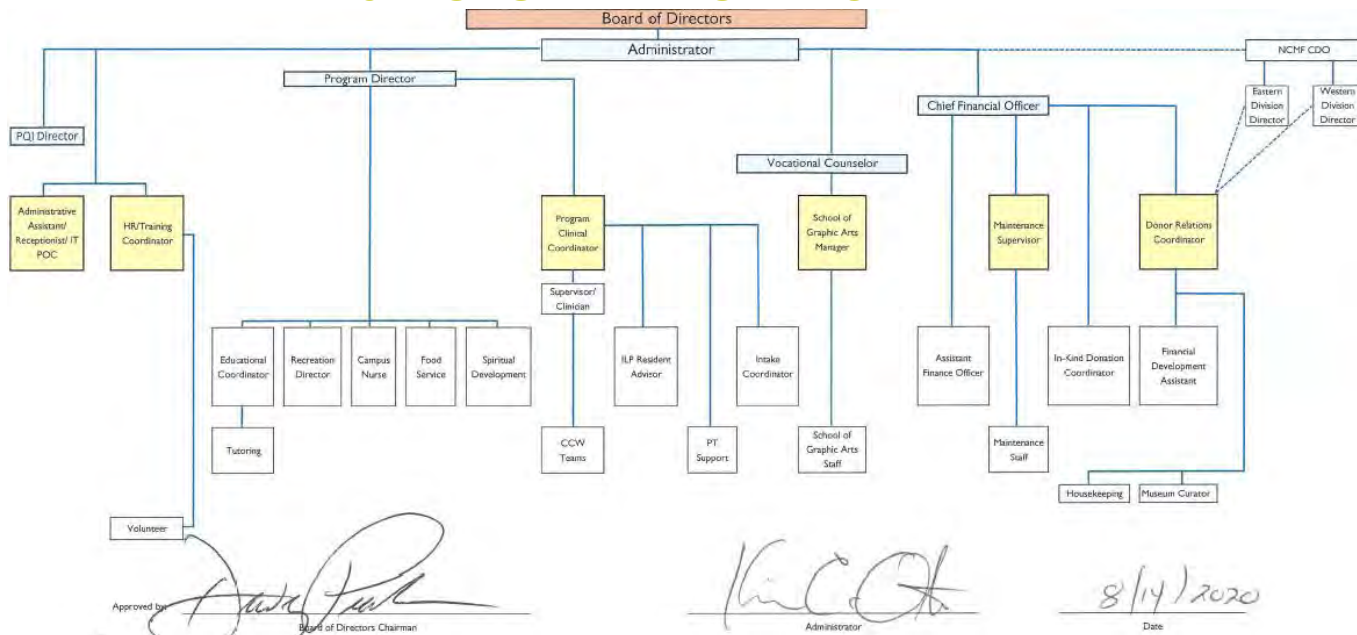 Board of Directors
Administrator
NCMF CDO
Program Director
Eastern
Division
Director
Western
Division
Director
Chief Financial Officer
PQI Director
Vocational Counselor
Administrative
Assistant/
Receptionist/ IT
POC
HR/Training
Coordinator
Program
Clinical
Coordinator
School of
Graphic Arts
Manager
Maintenance
Supervisor
Donor Relations
Coordinator
Supervisor/
Clinician
Educational
Coordinator
Recreation
Director
Campus
Nurse
Food
Service
Spiritual
Development
ILP Resident
Advisor
Intake
Coordinator
Assistant
Finance Officer
In-Kind Donation
Coordinator
Financial
Development
Assistant
Tutoring
CCW
Teams
PT
Support
School of
Graphic Arts
Staff
Maintenance
Staff
Housekeeping
Museum Curator
Volunteer
Approved by
8/14/2020
Board of Directors Chairman
Administrator
Date